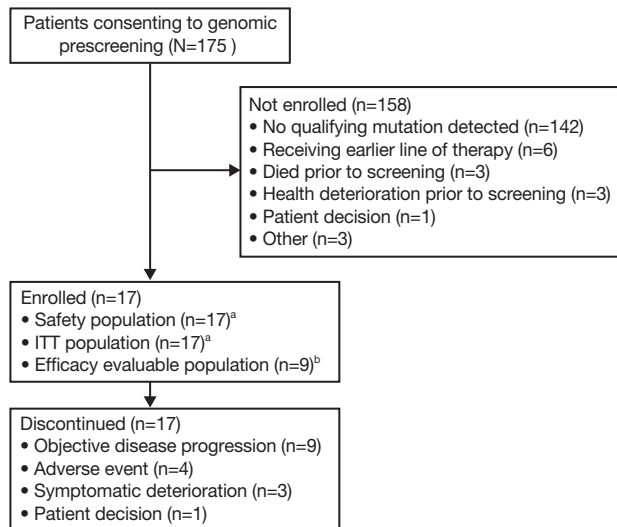 Patients consenting to genomic
prescreening (N=175 )
Not enrolled (n=158)
• No qualifying mutation detected (n=142)
• Receiving earlier line of therapy (n=6)
• Died prior to screening (n=3)
• Health deterioration prior to screening (n=3)
• Patient decision (n=1)
• Other (n=3)
Enrolled (n=17)
• Safety population (n=17)ᵃ
• ITT population (n=17)ᵃ
• Efficacy evaluable population (n=9)ᵇ
Discontinued (n=17)
• Objective disease progression (n=9)
• Adverse event (n=4)
• Symptomatic deterioration (n=3)
• Patient decision (n=1)